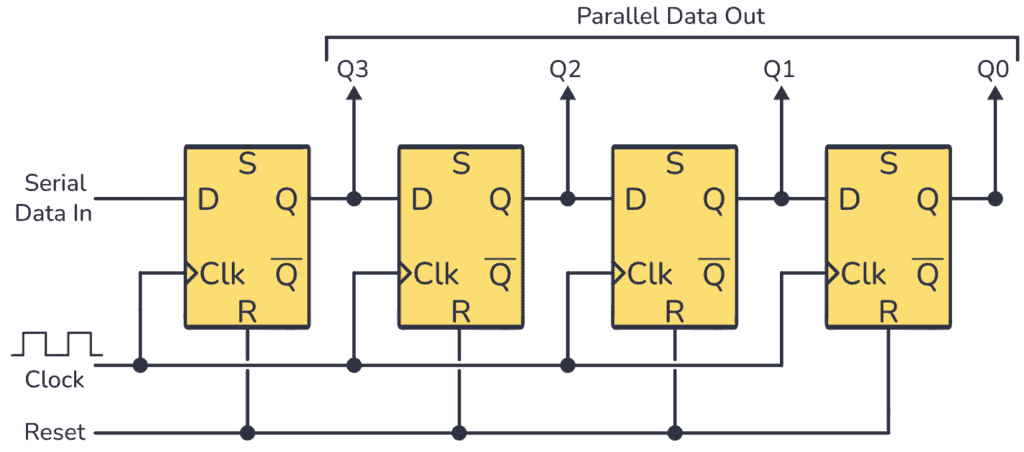 Parallel Data Out
Q3 Q2 Q1 Q0
S S S S
Serial
Data In
D Q D Q D Q D Q
Clk Q̅ Clk Q̅ Clk Q̅ Clk Q̅
R R R R
Clock
Reset